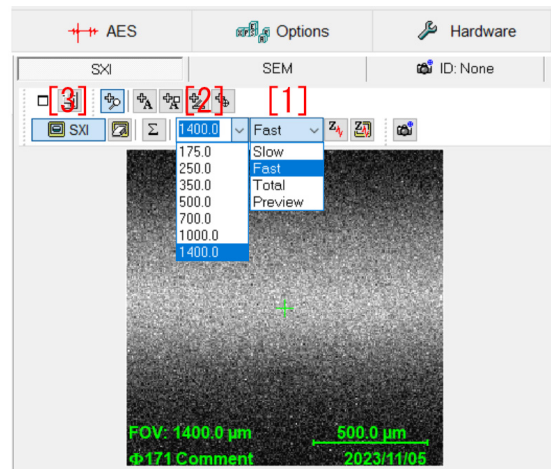 AES Options Hardware
SXI SEM ID: None
[3] [2] [1]
SXI Σ 1400.0 Fast
175.0 Slow
250.0 Fast
350.0 Total
500.0 Preview
700.0
1000.0
1400.0
FOV: 1400.0 µm 500.0 µm
Φ171 Comment 2023/11/05